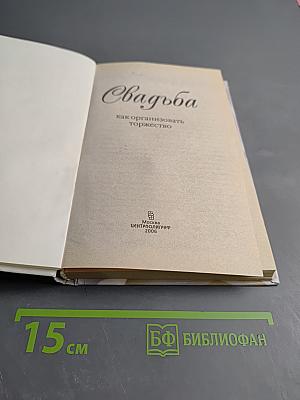 Свадьба
как организовать
торжество
Москва
ЦЕНТРПОЛИГРАФ
2006
15 см
БФ БИБЛИОФАН